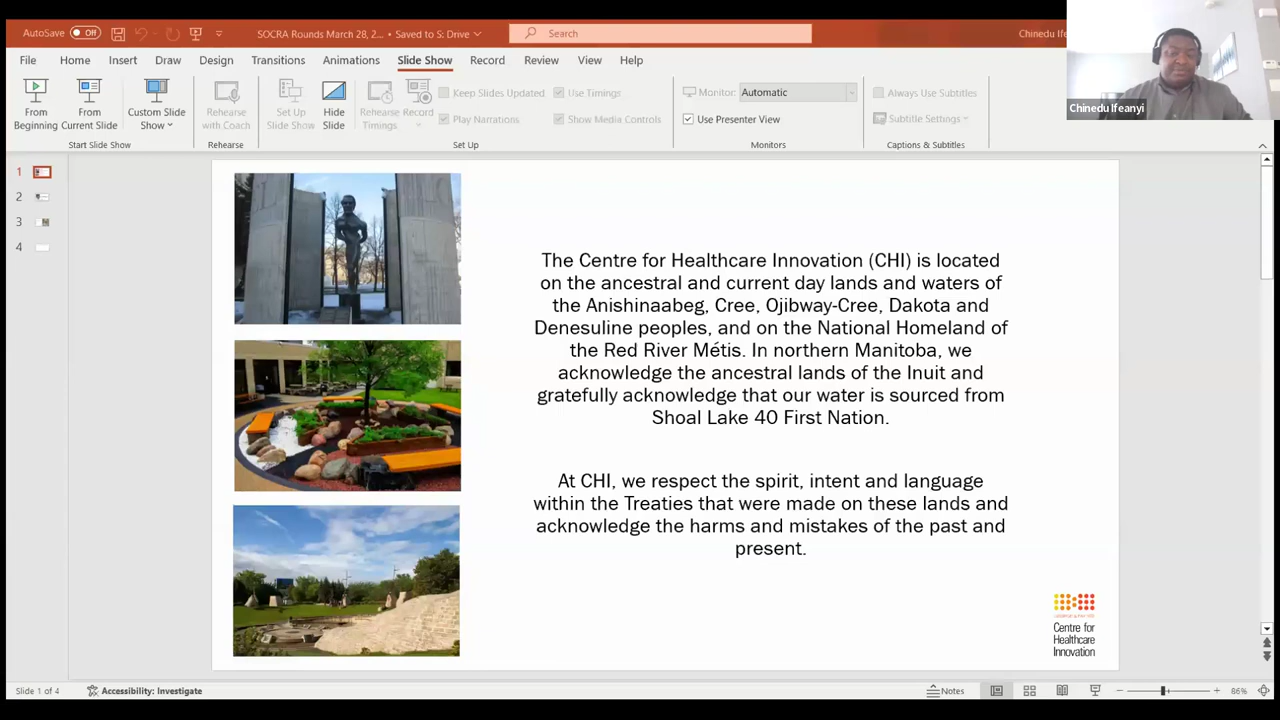 AutoSave Off SOCRA Rounds March 28, 2... • Saved to S: Drive Search Chinedu If
File Home Insert Draw Design Transitions Animations Slide Show Record Review View Help
From Beginning
From Current Slide
Custom Slide Show
Rehearse with Coach
Set Up Slide Show
Hide Slide
Rehearse Timings
Record
Keep Slides Updated
Play Narrations
Use Timings
Show Media Controls
Monitor: Automatic
Use Presenter View
Always Use Subtitles
Subtitle Settings
Start Slide Show Rehearse Set Up Monitors Captions & Subtitles
Chinedu Ifeanyi
1
2
3
4
The Centre for Healthcare Innovation (CHI) is located
on the ancestral and current day lands and waters of
the Anishinaabeg, Cree, Ojibway-Cree, Dakota and
Denesuline peoples, and on the National Homeland of
the Red River Métis. In northern Manitoba, we
acknowledge the ancestral lands of the Inuit and
gratefully acknowledge that our water is sourced from
Shoal Lake 40 First Nation.
At CHI, we respect the spirit, intent and language
within the Treaties that were made on these lands and
acknowledge the harms and mistakes of the past and
present.
Centre for
Healthcare
Innovation
Slide 1 of 4 Accessibility: Investigate Notes 86%